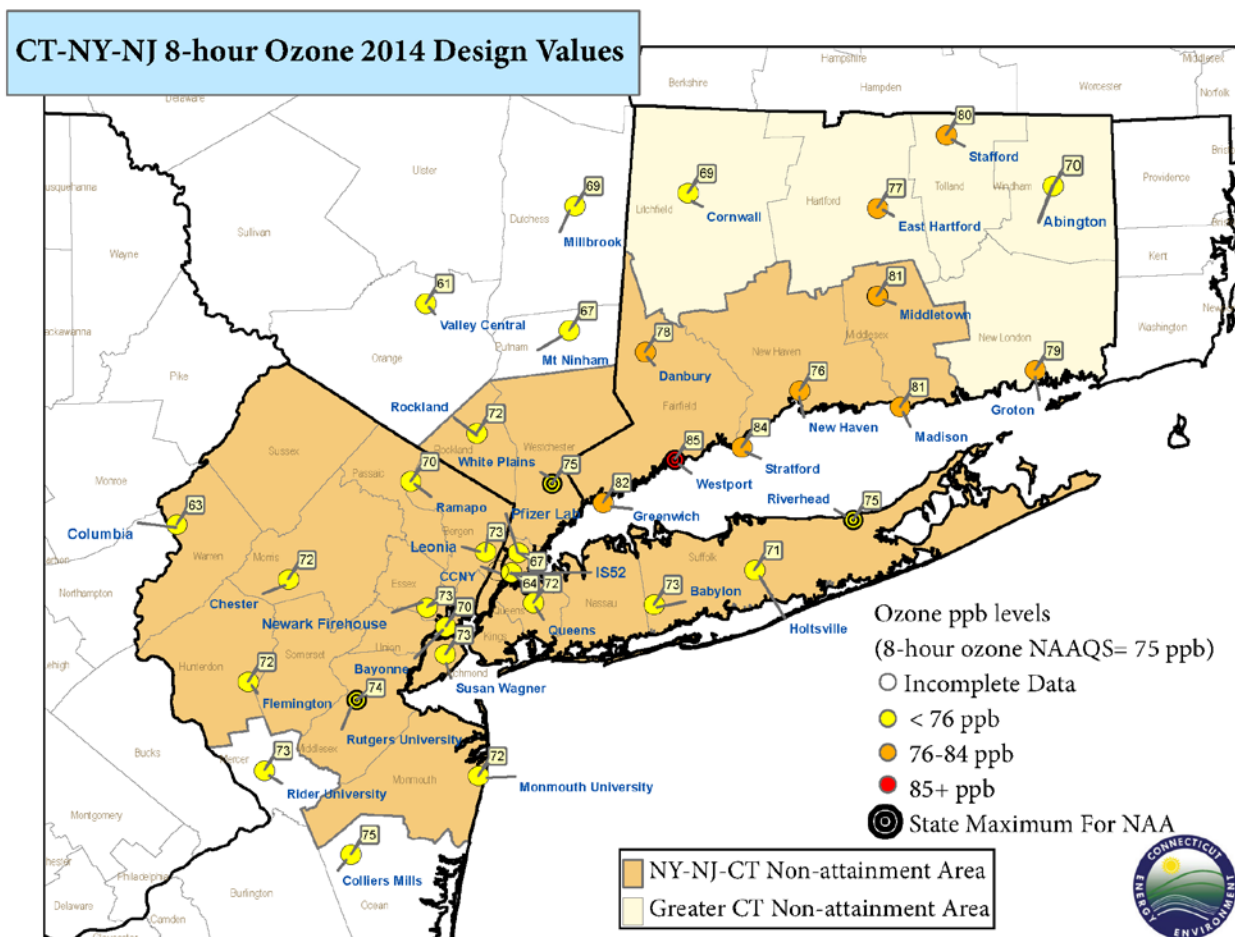 CT-NY-NJ 8-hour Ozone 2014 Design Values
Delaware
Berkshire
Hampshire
Hampden
Middlesex
Worcester
Norfolk
Ulster
Sullivan
Wayne
Pike
Dutchess
69
Millbrook
Litchfield
69
Cornwall
Hartford
77
East Hartford
80
Stafford
Tolland
Windham
70
Abington
Providence
Kent
Washington
61
Valley Central
Orange
67
Putnam
Mt Ninham
78
Danbury
Fairfield
New Haven
76
New Haven
81
Middletown
Middlesex
81
Madison
New London
79
Groton
84
Stratford
85
Westport
82
Greenwich
Rockland
72
Rockland
Westchester
White Plains
75
Sussex
Passaic
70
Ramapo
Monroe
63
Columbia
Warren
Morris
72
Chester
Bergen
73
Leonia
Pfizer Lab
67
CCNY
64
IS52
72
Queens
Queens
Nassau
Suffolk
73
Babylon
71
Holtsville
Riverhead
75
Northampton
Essex
73
Newark Firehouse
70
Bayonne
Union
Kings
73
Richmond
Susan Wagner
Hunterdon
Somerset
72
Flemington
74
Rutgers University
Middlesex
Mercer
73
Rider University
Monmouth
72
Monmouth University
75
Colliers Mills
Ocean
Bucks
Montgomery
Philadelphia
Delaware
Camden
Burlington
Ozone ppb levels
(8-hour ozone NAAQS= 75 ppb)
Incomplete Data
< 76 ppb
76-84 ppb
85+ ppb
State Maximum For NAA
NY-NJ-CT Non-attainment Area
Greater CT Non-attainment Area
CONNECTICUT
ENERGY
ENVIRONMENT